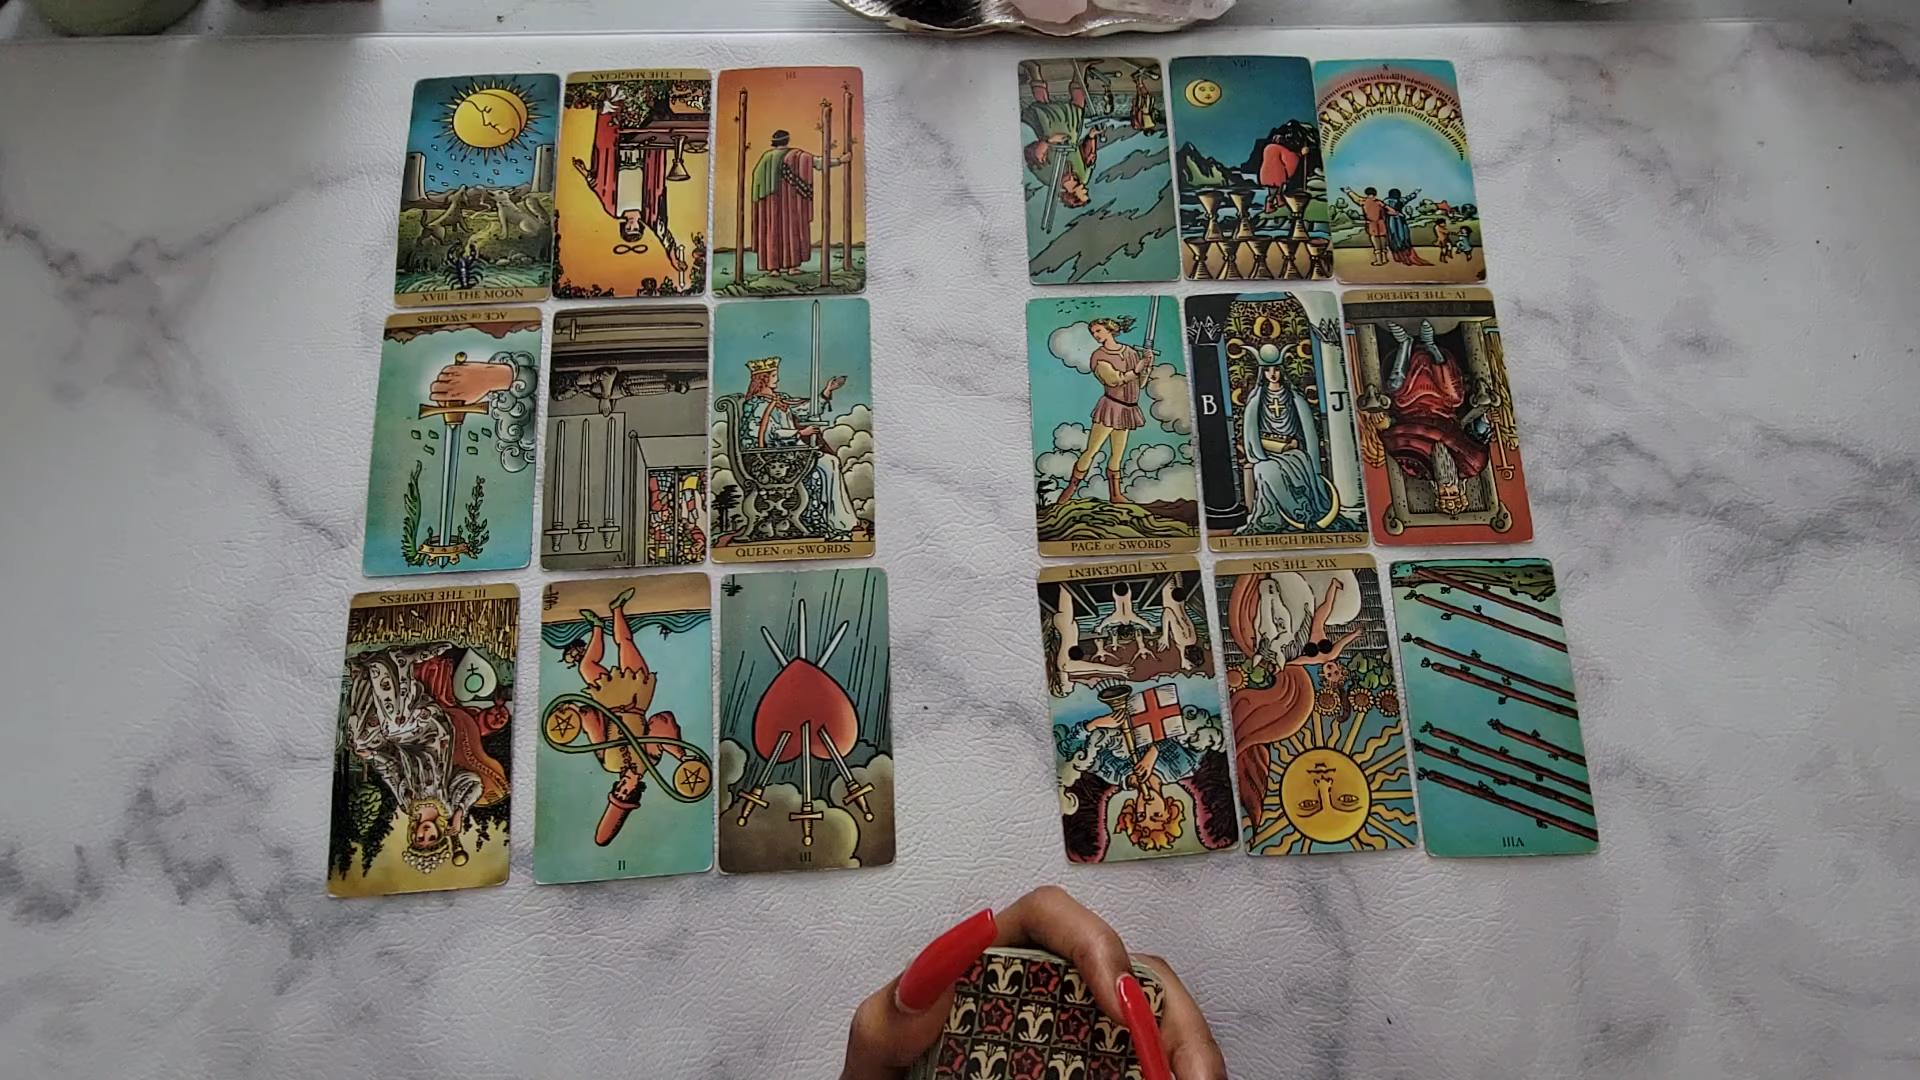 XVIII - THE MOON
I - THE MAGICIAN
III
V
VIII
X
ACE OF SWORDS
IV
QUEEN OF SWORDS
PAGE OF SWORDS
B
J
II - THE HIGH PRIESTESS
IV - THE EMPEROR
III - THE EMPRESS
II
III
XX - JUDGEMENT
XIX - THE SUN
VIII